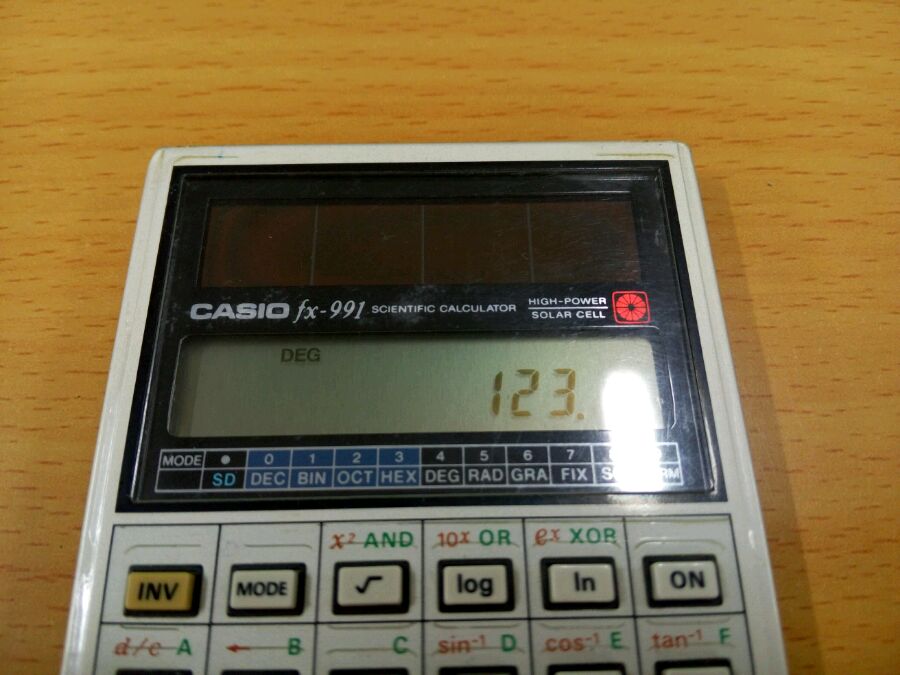 CASIO fx-991 SCIENTIFIC CALCULATOR HIGH-POWER SOLAR CELL
DEG
123.
MODE • 0 1 2 3 4 5 6 7
SD DEC BIN OCT HEX DEG RAD GRA FIX
x² AND 10x OR ex XOR
INV MODE √ log ln ON
d/c A ← B C sin-1 D cos-1 E tan-1 F